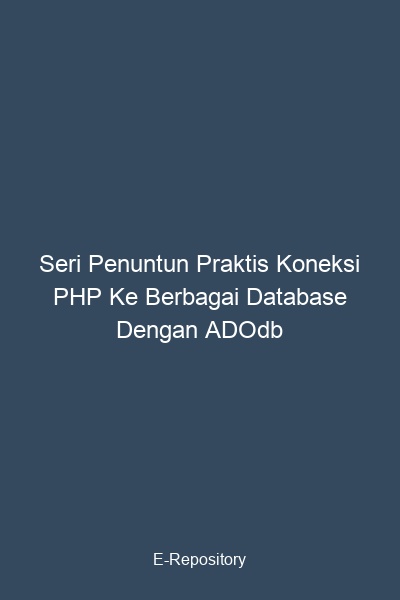 Seri Penuntun Praktis Koneksi
PHP Ke Berbagai Database
Dengan ADOdb
E-Repository